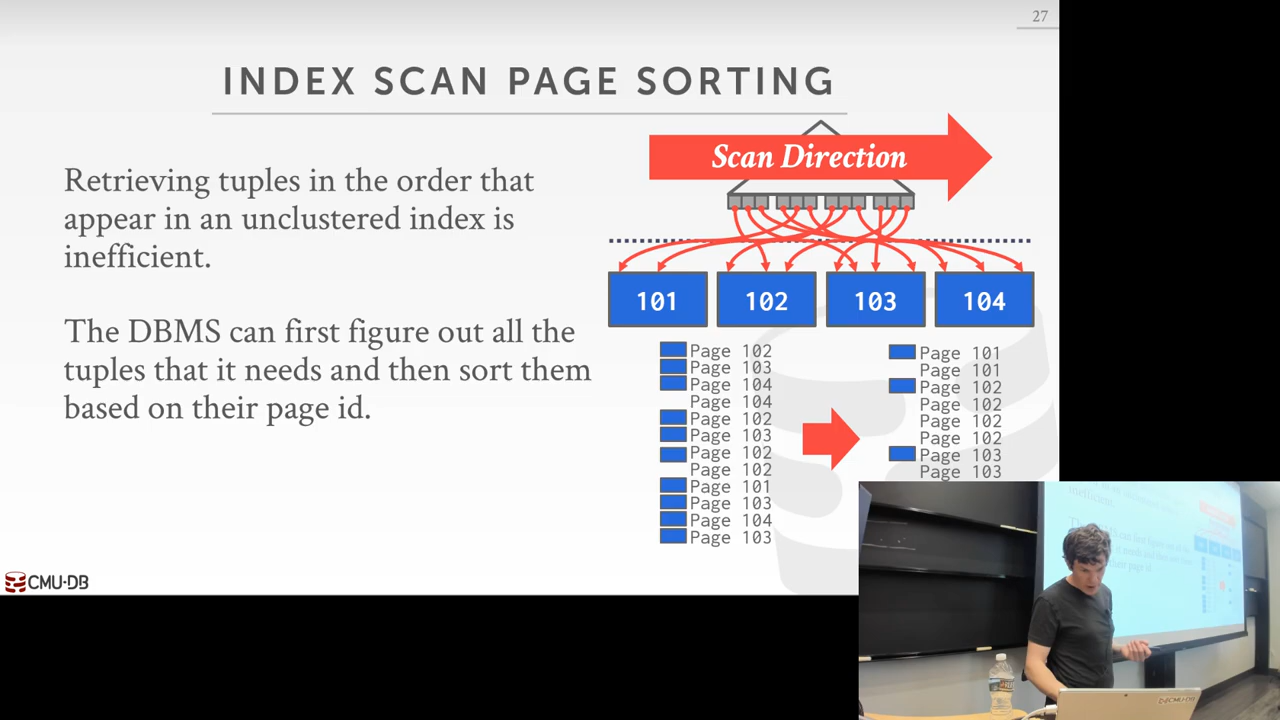 27
INDEX SCAN PAGE SORTING
Retrieving tuples in the order that
appear in an unclustered index is
inefficient.
The DBMS can first figure out all the
tuples that it needs and then sort them
based on their page id.
Scan Direction
101 102 103 104
Page 102
Page 103
Page 104
Page 104
Page 102
Page 103
Page 102
Page 102
Page 101
Page 103
Page 104
Page 103
Page 101
Page 101
Page 102
Page 102
Page 102
Page 102
Page 103
Page 103
CMU·DB